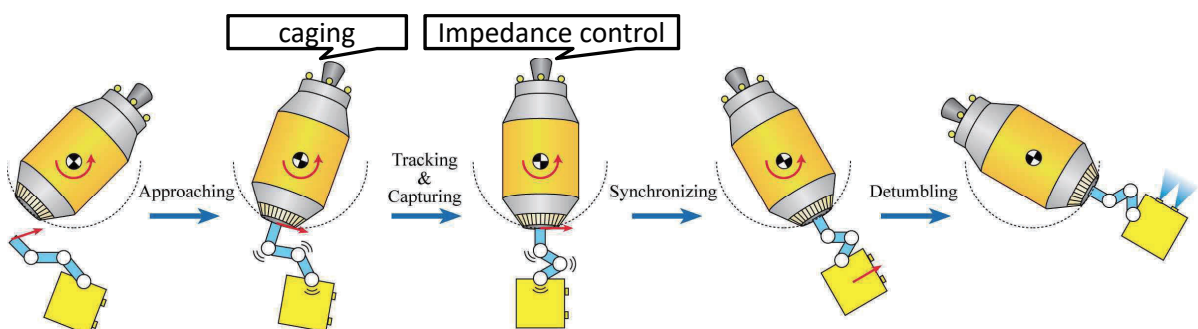 caging
Impedance control
Approaching
Tracking
&
Capturing
Synchronizing
Detumbling